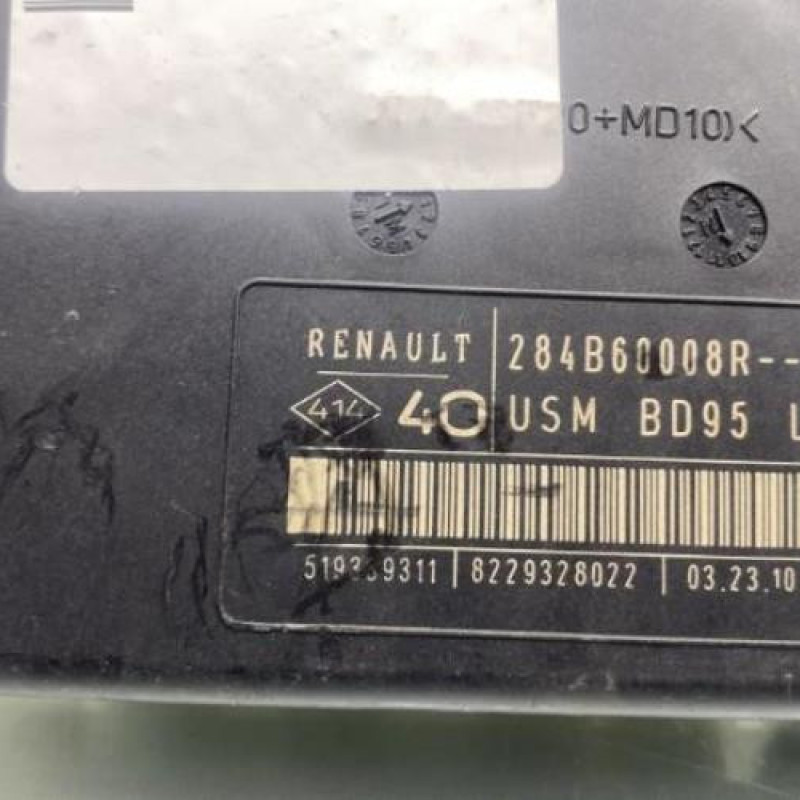 0+MD10)<
RENAULT
284B60008R--
414
40
USM BD95 L
8229328022
03.23.10